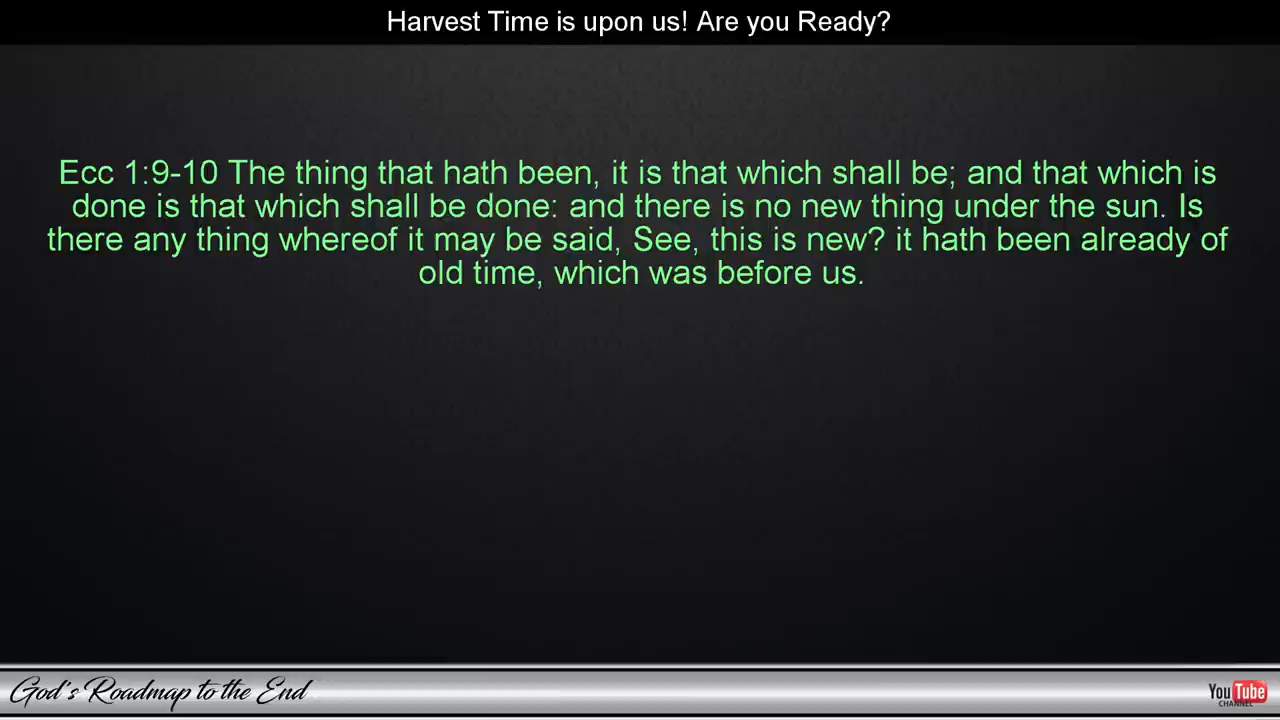 Harvest Time is upon us! Are you Ready?
Ecc 1:9-10 The thing that hath been, it is that which shall be; and that which is
done is that which shall be done: and there is no new thing under the sun. Is
there any thing whereof it may be said, See, this is new? it hath been already of
old time, which was before us.
God's Roadmap to the End
YouTube
CHANNEL